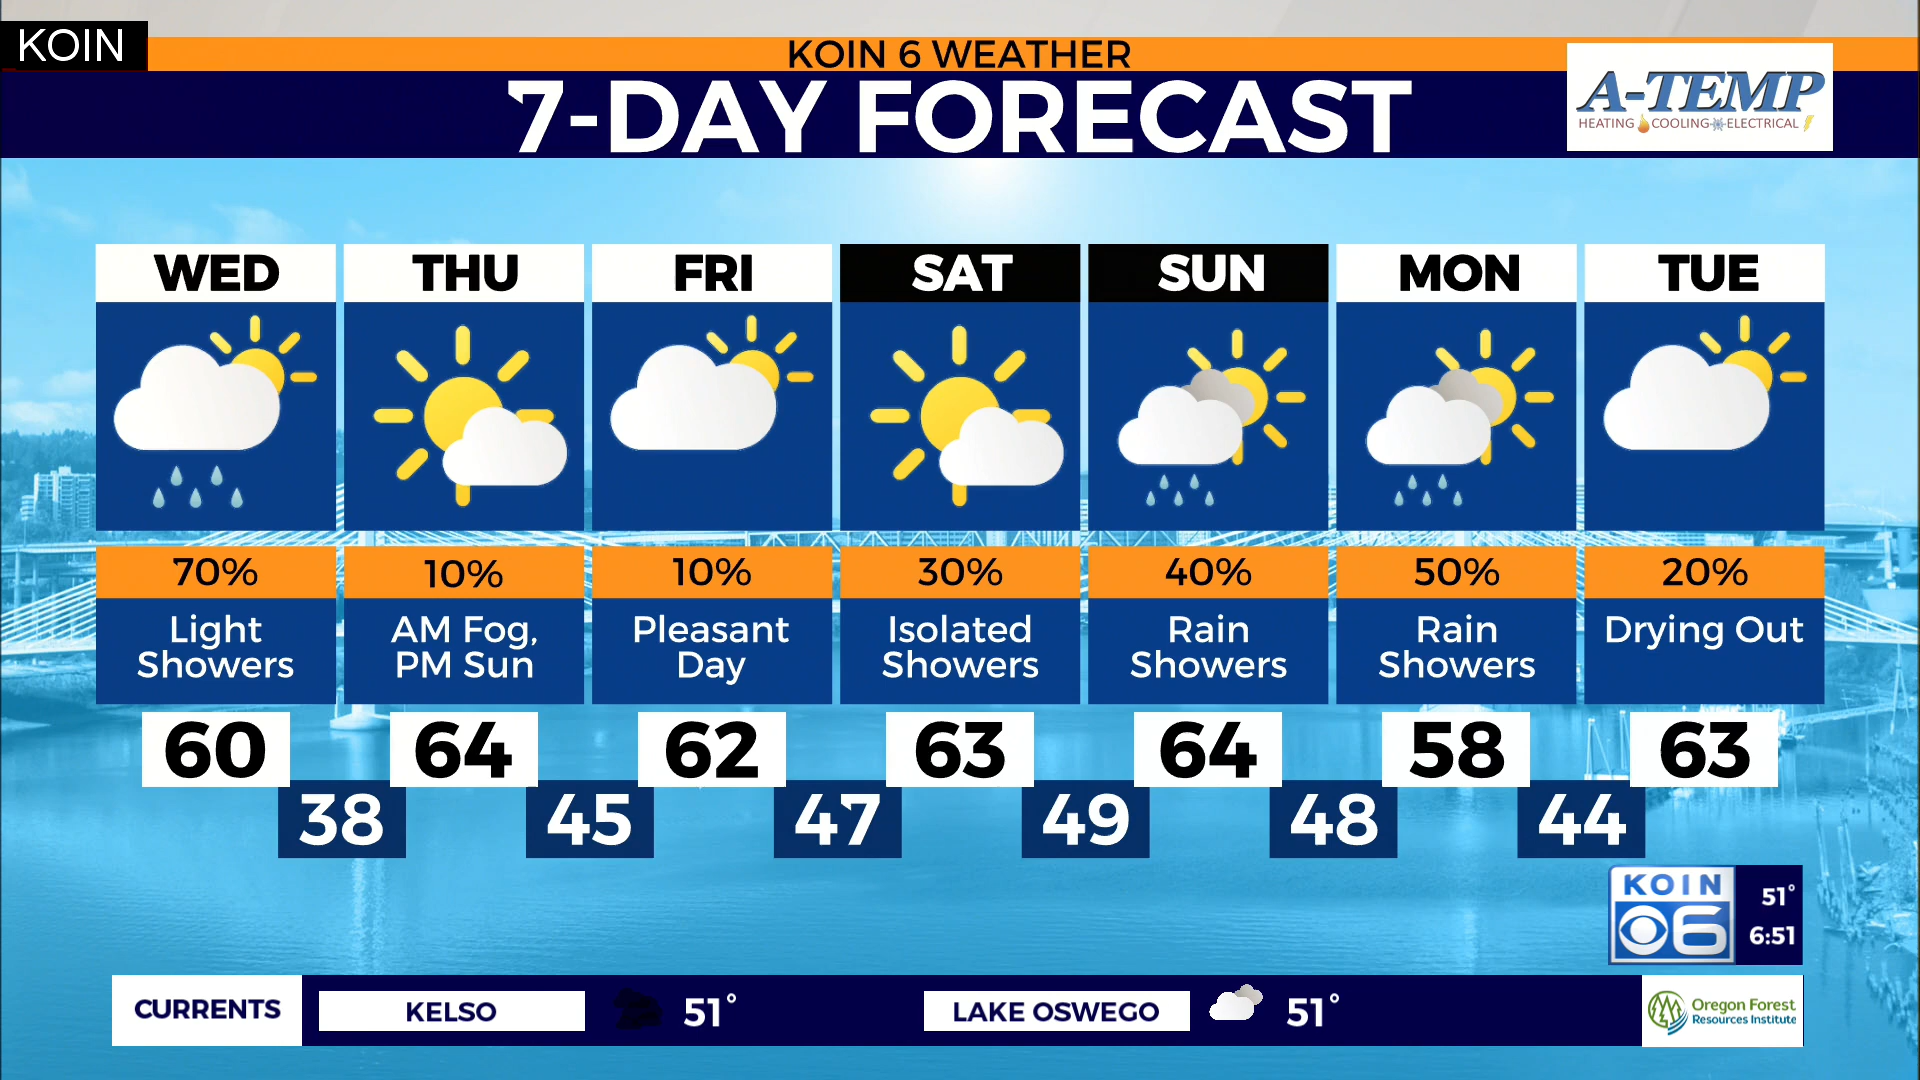 KOIN
KOIN 6 WEATHER
7-DAY FORECAST
A-TEMP
HEATING COOLING ELECTRICAL
WED THU FRI SAT SUN MON TUE
70% 10% 10% 30% 40% 50% 20%
Light Showers
AM Fog, PM Sun
Pleasant Day
Isolated Showers
Rain Showers
Rain Showers
Drying Out
60 64 62 63 64 58 63
38 45 47 49 48 44
KOIN 6
51°
6:51
CURRENTS KELSO 51° LAKE OSWEGO 51°
Oregon Forest
Resources Institute